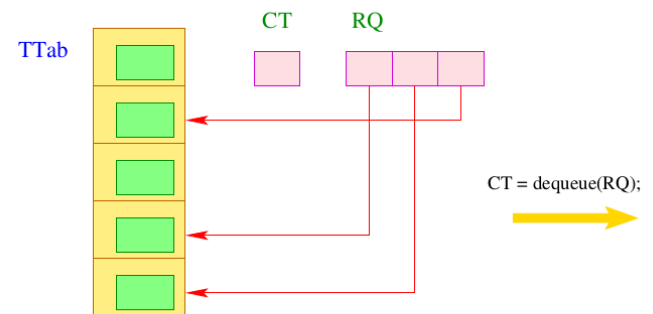 CT
RQ
TTab
CT = dequeue(RQ);